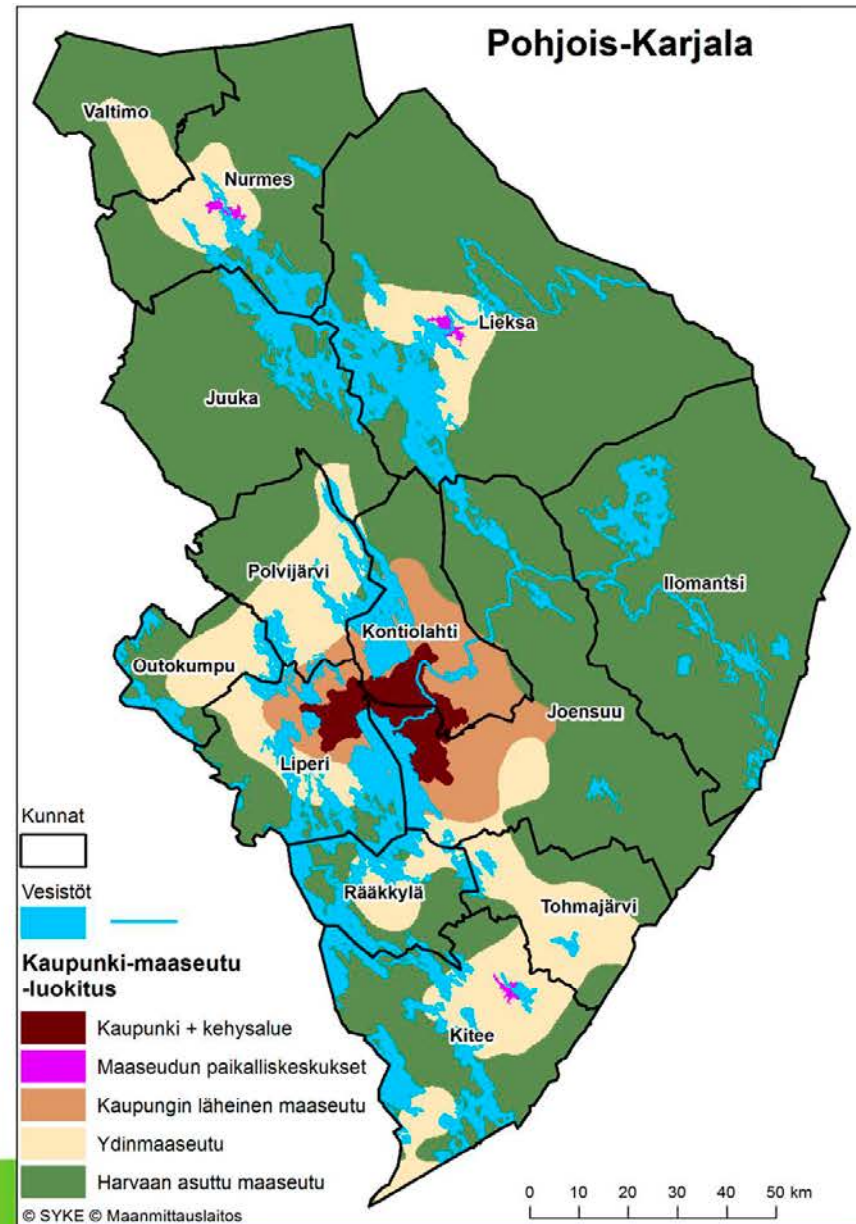 Pohjois-Karjala
Valtimo
Nurmes
Lieksa
Juuka
Polvijärvi
Ilomantsi
Kontiolahti
Outokumpu
Joensuu
Liperi
Rääkkylä
Tohmajärvi
Kitee
Kunnat
Vesistöt
Kaupunki-maaseutu
-luokitus
Kaupunki + kehysalue
Maaseudun paikalliskeskukset
Kaupungin läheinen maaseutu
Ydinmaaseutu
Harvaan asuttu maaseutu
0 10 20 30 40 50 km
© SYKE © Maanmittauslaitos